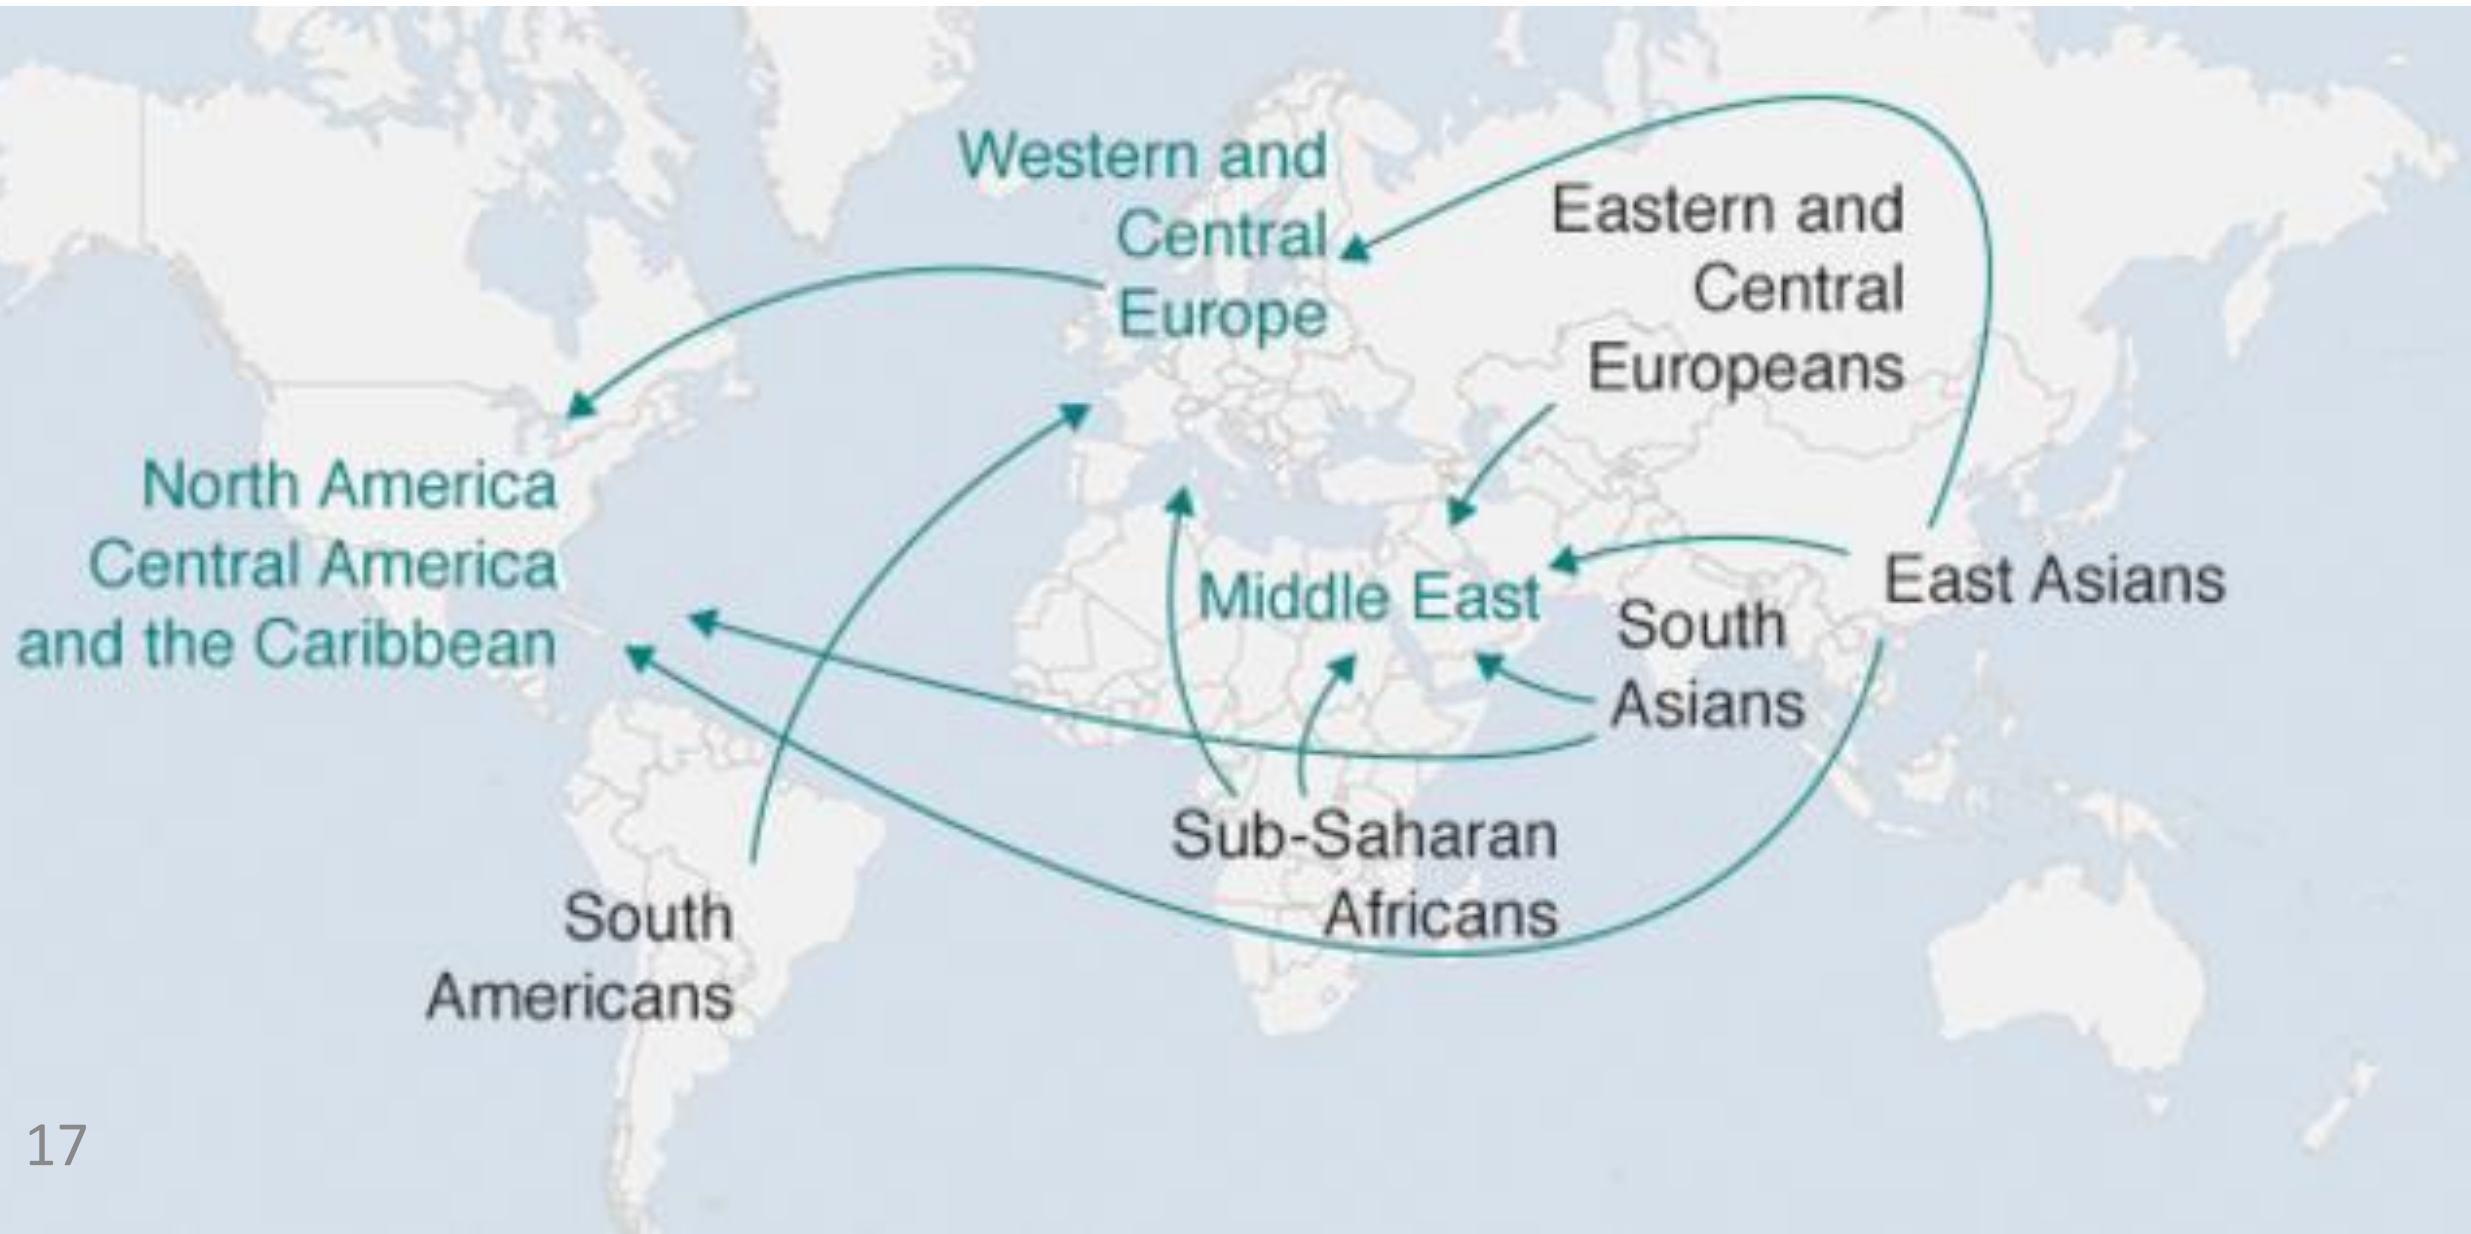 Western and
Central
Europe
Eastern and
Central
Europeans
North America
Central America
and the Caribbean
Middle East
East Asians
South
Asians
Sub-Saharan
Africans
South
Americans
17